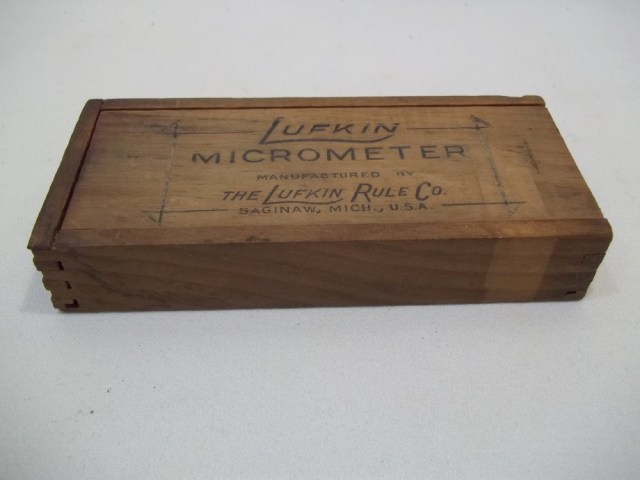 LUFKIN
MICROMETER
MANUFACTURED BY
THE LUFKIN RULE CO.
SAGINAW, MICH., U.S.A.